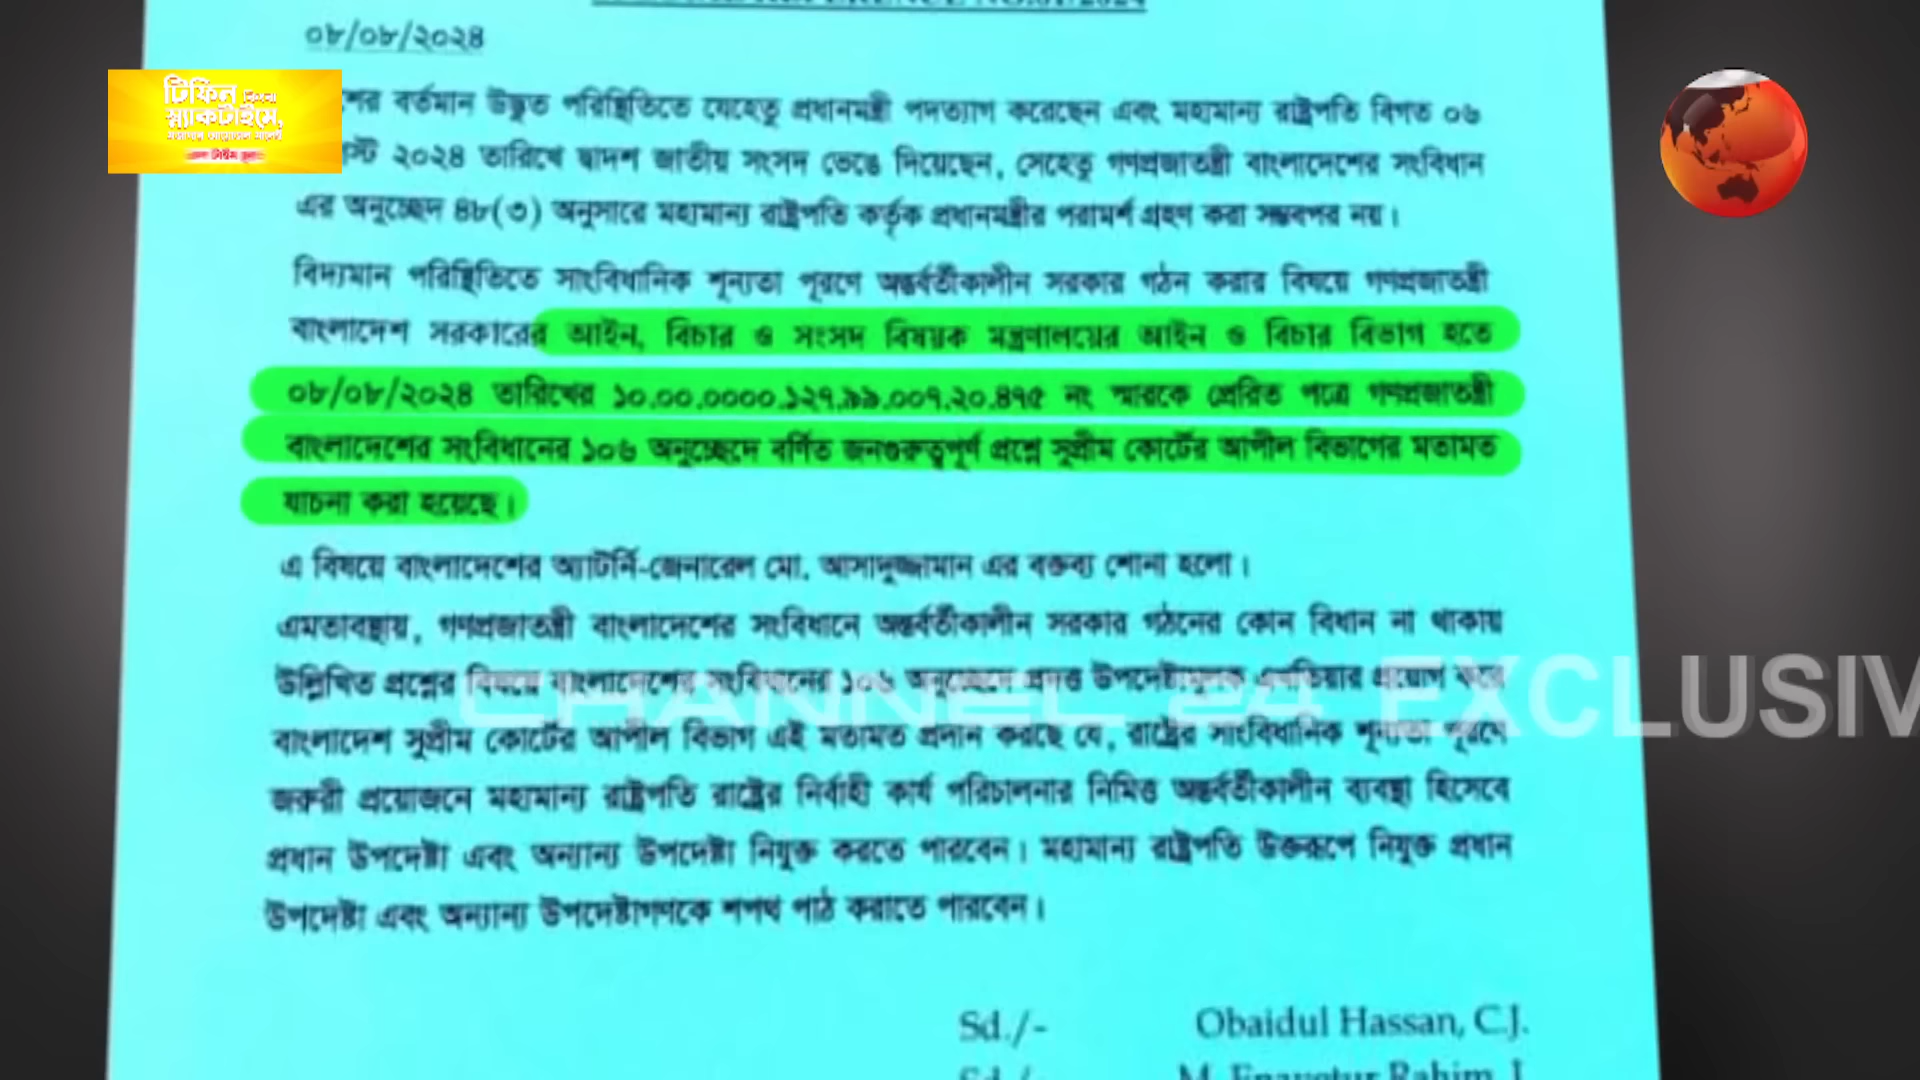 ০৮/০৮/২০২৪
টিফিন কিংবা
স্ন্যাকটাইমে,
শের বর্তমান উদ্ভূত পরিস্থিতিতে যেহেতু প্রধানমন্ত্রী পদত্যাগ করেছেন এবং মহামান্য রাষ্ট্রপতি বিগত ০৬
স্ট ২০২৪ তারিখে দ্বাদশ জাতীয় সংসদ ভেঙে দিয়েছেন, সেহেতু গণপ্রজাতন্ত্রী বাংলাদেশের সংবিধান
এর অনুচ্ছেদ ৪৮(৩) অনুসারে মহামান্য রাষ্ট্রপতি কর্তৃক প্রধানমন্ত্রীর পরামর্শ গ্রহণ করা সম্ভবপর নয়।
বিদ্যমান পরিস্থিতিতে সাংবিধানিক শূন্যতা পূরণে অন্তর্বর্তীকালীন সরকার গঠন করার বিষয়ে গণপ্রজাতন্ত্রী
বাংলাদেশ সরকারের আইন, বিচার ও সংসদ বিষয়ক মন্ত্রণালয়ের আইন ও বিচার বিভাগ হতে
০৮/০৮/২০২৪ তারিখের ১০.০০.০০০০.১২৭.৯৯.০০৭.২০.৪৭৫ নং স্মারকে প্রেরিত পত্রে গণপ্রজাতন্ত্রী
বাংলাদেশের সংবিধানের ১০৬ অনুচ্ছেদে বর্ণিত জনগুরুত্বপূর্ণ প্রশ্নে সুপ্রীম কোর্টের আপীল বিভাগের মতামত
যাচনা করা হয়েছে।
এ বিষয়ে বাংলাদেশের অ্যাটর্নি-জেনারেল মো. আসাদুজ্জামান এর বক্তব্য শোনা হলো।
এমতাবস্থায়, গণপ্রজাতন্ত্রী বাংলাদেশের সংবিধানে অন্তর্বর্তীকালীন সরকার গঠনের কোন বিধান না থাকায়
উল্লিখিত প্রশ্নের বিষয়ে বাংলাদেশের সংবিধানের ১০৬ অনুচ্ছেদে প্রদত্ত উপদেষ্টামূলক এখতিয়ার প্রয়োগ করে
CHANNEL 24 EXCLUSIV
বাংলাদেশ সুপ্রীম কোর্টের আপীল বিভাগ এই মতামত প্রদান করছে যে, রাষ্ট্রের সাংবিধানিক শূন্যতা পূরণে
জরুরী প্রয়োজনে মহামান্য রাষ্ট্রপতি রাষ্ট্রের নির্বাহী কার্য পরিচালনার নিমিত্ত অন্তর্বর্তীকালীন ব্যবস্থা হিসেবে
প্রধান উপদেষ্টা এবং অন্যান্য উপদেষ্টা নিযুক্ত করতে পারবেন। মহামান্য রাষ্ট্রপতি উক্তরূপে নিযুক্ত প্রধান
উপদেষ্টা এবং অন্যান্য উপদেষ্টাগণকে শপথ পাঠ করাতে পারবেন।
Sd./- Obaidul Hassan, C.J.
Sd./- M. Enayetur Rahim, J.